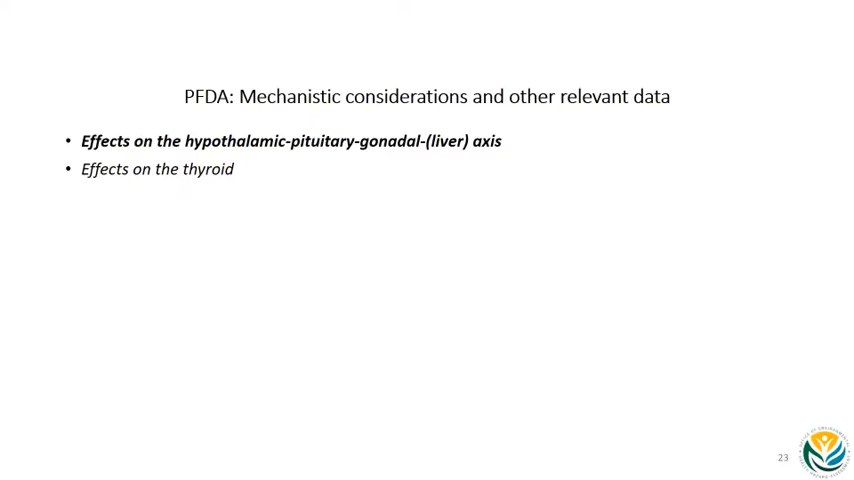 PFDA: Mechanistic considerations and other relevant data
• Effects on the hypothalamic-pituitary-gonadal-(liver) axis
• Effects on the thyroid
23